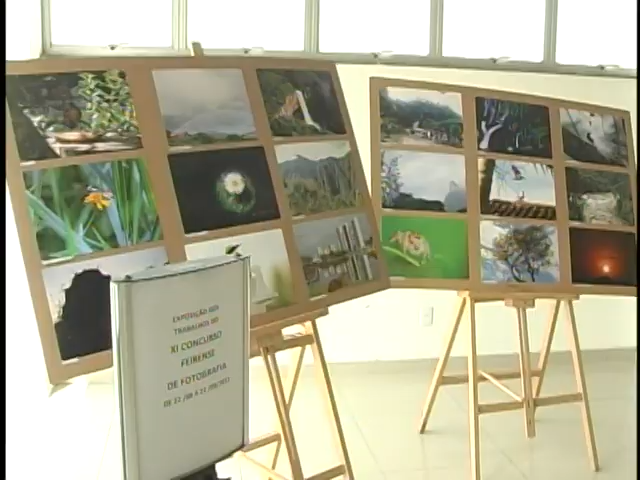 EXPOSIÇÃO DOS
TRABALHOS DO
XI CONCURSO
FEIRENSE
DE FOTOGRAFIA